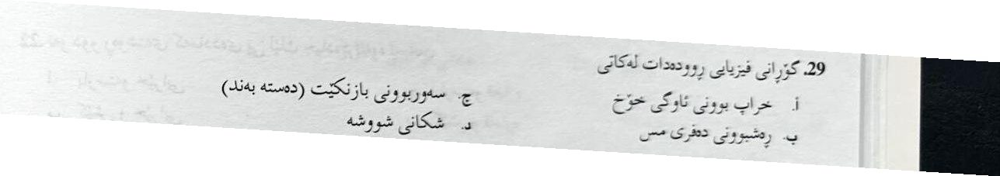 29. گۆڕانی فیزیایی ڕوودەدات لەکاتی
أ. خراپ بوونی ئاوگی خۆخ
ب. ڕەشبوونی دەفری مس
ج. سەوربوونی بازنکێت (دەستە بەند)
د. شکانی شووشە